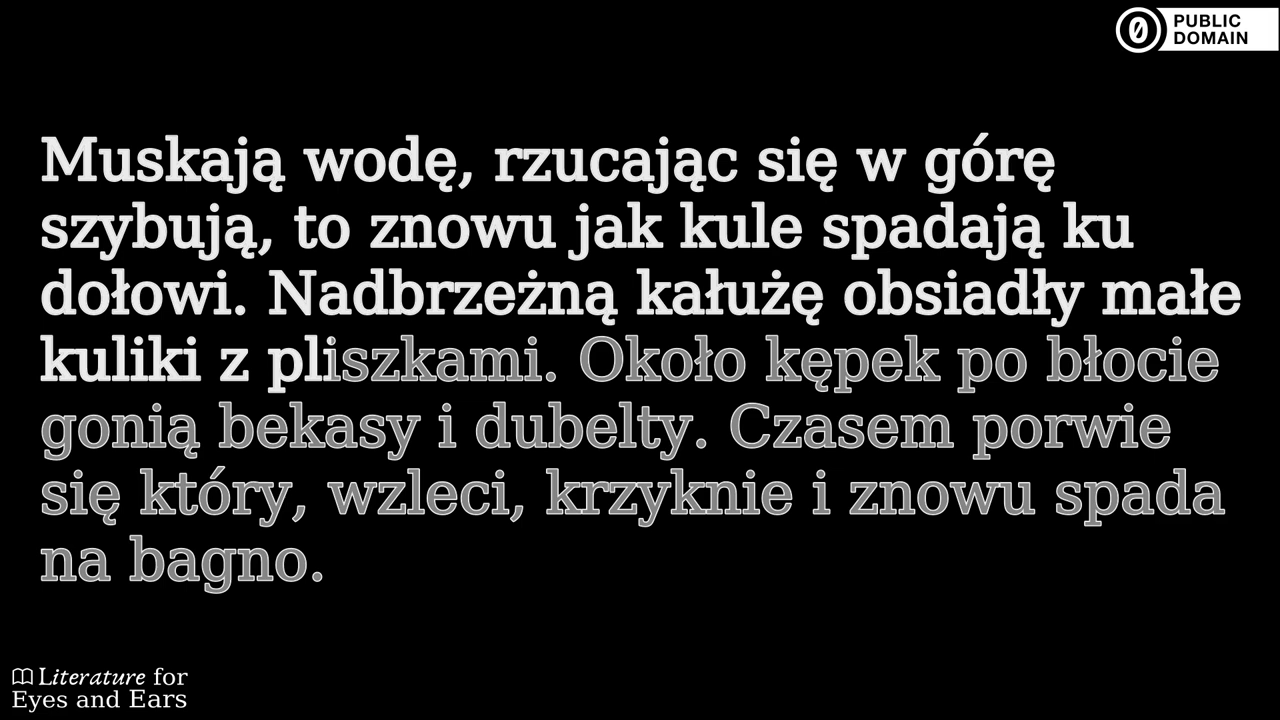 PUBLIC
DOMAIN
Muskają wodę, rzucając się w górę
szybują, to znowu jak kule spadają ku
dołowi. Nadbrzeżną kałużę obsiadły małe
kuliki z pliszkami. Około kępek po błocie
gonią bekasy i dubelty. Czasem porwie
się który, wzleci, krzyknie i znowu spada
na bagno.
Literature for
Eyes and Ears